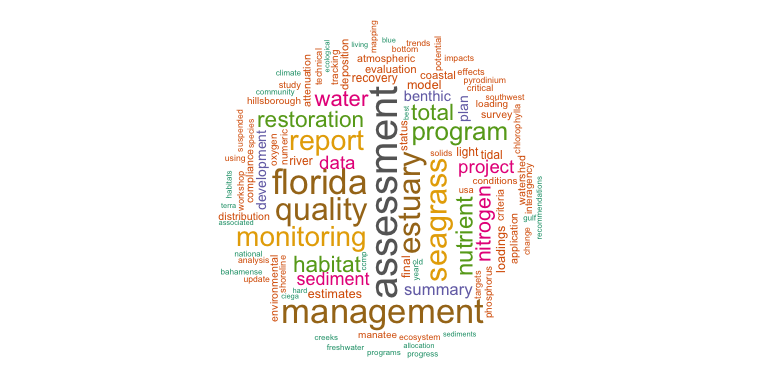 mapping
living
blue
ecological
technical
tracking
deposition
trends
bottom
potential
atmospheric
impacts
evaluation
climate
attenuation
recovery
coastal
effects
pyrodinium
study
model
critical
community
hillsborough
water
benthic
plan
southwest
loading
suspended
species
restoration
best
total
survey
chlorophylla
numeric
oxygen
report
status
program
development
using
compliance
river
data
solids
light
tidal
workshop
habitats
florida
assessment
estuary
seagrass
project
watershed
interagency
conditions
terra
quality
usa
nitrogen
criteria
recommendations
distribution
associated
gulf
monitoring
nutrient
loadings
application
change
national
analysis
habitat
ccmp
final
old
year
bahamense
update
environmental
shoreline
sediment
hard
ciega
estimates
summary
targets
phosphorus
management
creeks
manatee
ecosystem
sediments
freshwater
allocation
programs
progress